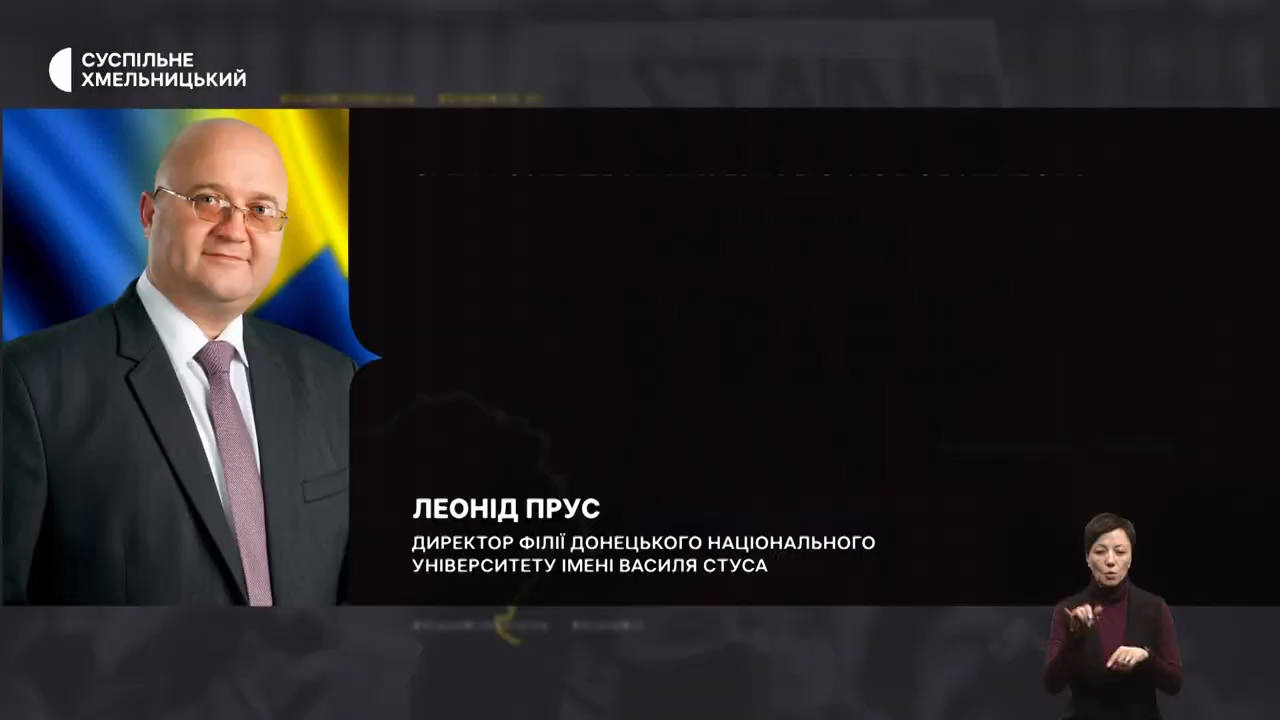 СУСПІЛЬНЕ
ХМЕЛЬНИЦЬКИЙ
ЛЕОНІД ПРУС
ДИРЕКТОР ФІЛІЇ ДОНЕЦЬКОГО НАЦІОНАЛЬНОГО
УНІВЕРСИТЕТУ ІМЕНІ ВАСИЛЯ СТУСА